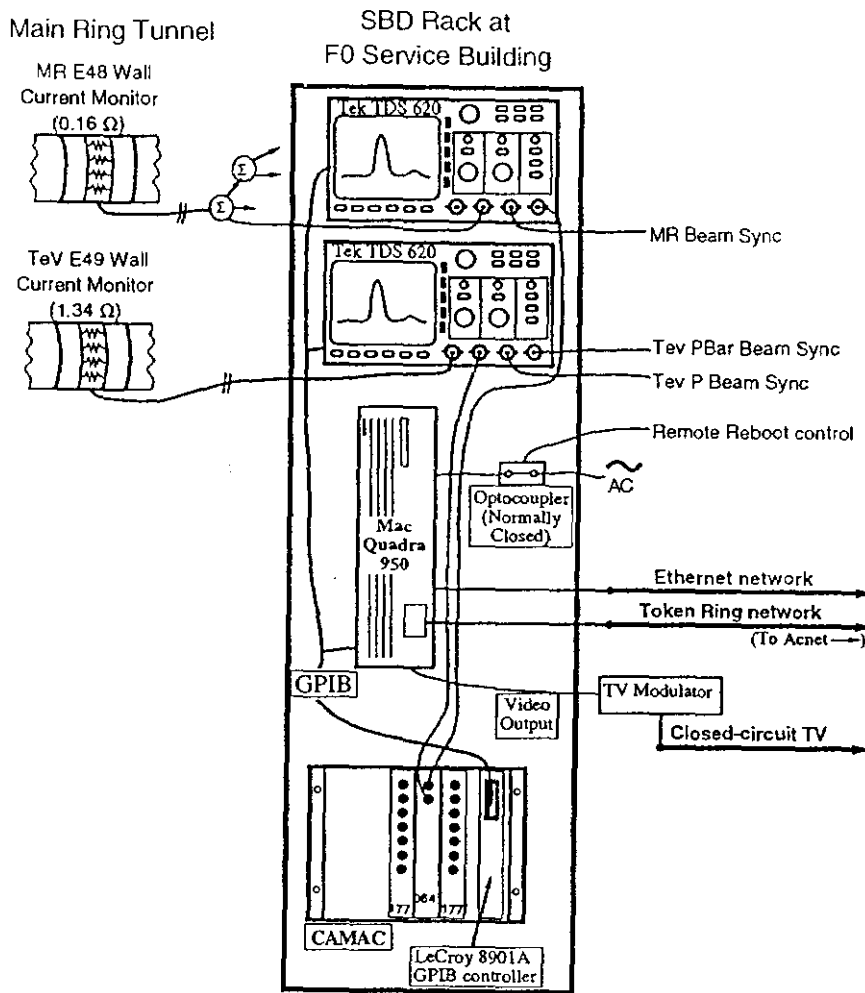 Main Ring Tunnel
SBD Rack at
F0 Service Building
MR E48 Wall
Current Monitor
(0.16 Ω)
Σ
Σ
Tek TDS 620
MR Beam Sync
TeV E49 Wall
Current Monitor
(1.34 Ω)
Tek TDS 620
Tev PBar Beam Sync
Tev P Beam Sync
Remote Reboot control
AC
Optocoupler
(Normally
Closed)
Mac
Quadra
950
Ethernet network
Token Ring network
(To Acnet →)
GPIB
Video
Output
TV Modulator
Closed-circuit TV
177
064
177
CAMAC
LeCroy 8901A
GPIB controller